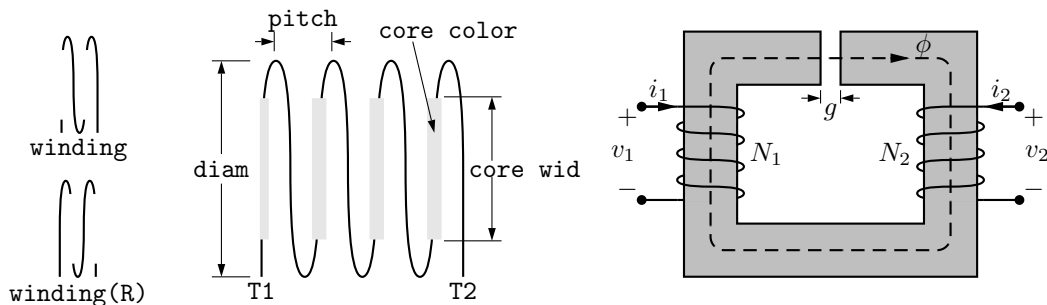 winding
winding(R)
pitch
core color
diam
core wid
T1
T2
ϕ
i₁
i₂
g
+
+
v₁
N₁
N₂
v₂
−
−